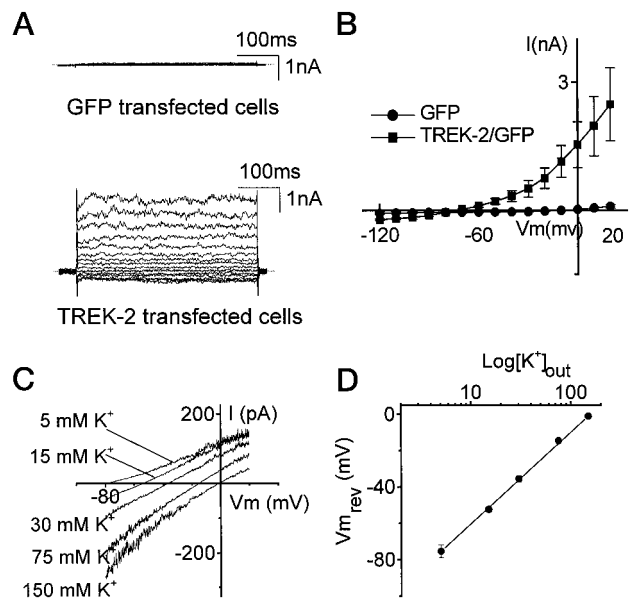 A
100ms
1nA
GFP transfected cells
100ms
1nA
TREK-2 transfected cells
B
I(nA)
3
GFP
TREK-2/GFP
-120
-60
Vm(mv)
20
C
5 mM K⁺
15 mM K⁺
30 mM K⁺
75 mM K⁺
150 mM K⁺
200
I (pA)
-80
Vm (mV)
-200
D
Log[K⁺]out
10
100
0
-40
-80
Vmrev (mV)